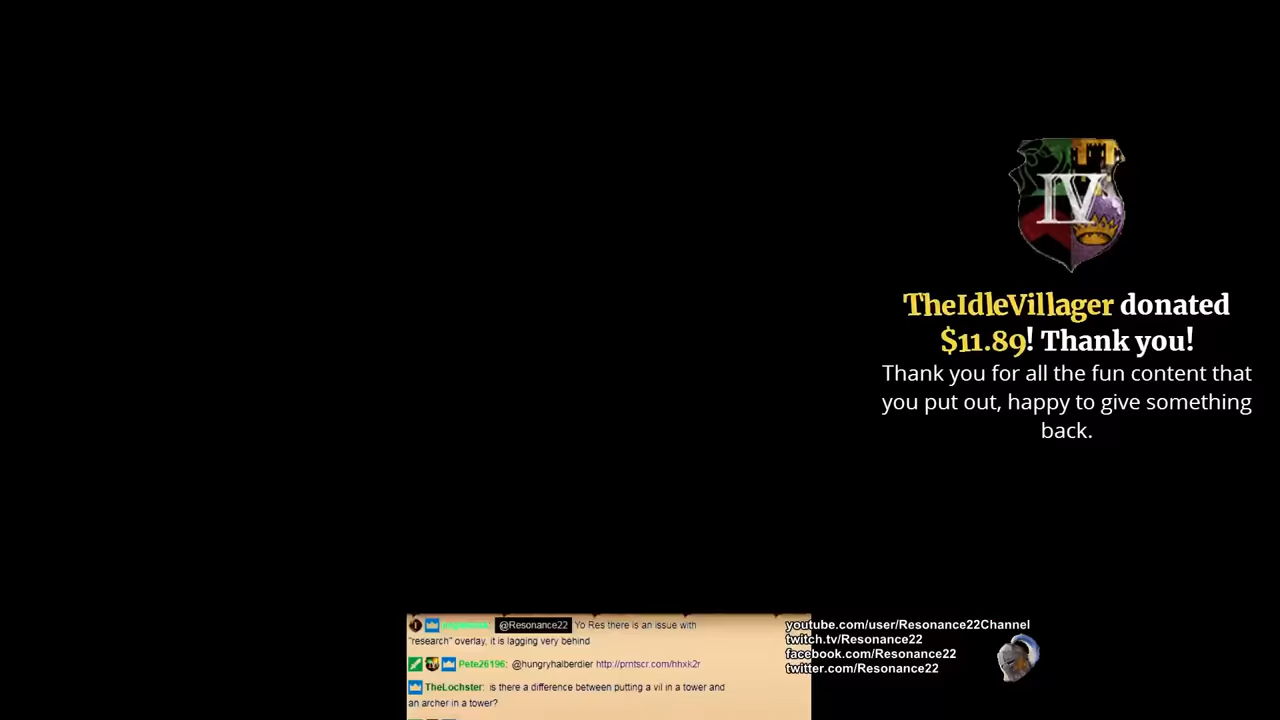 IV
TheIdleVillager donated
$11.89! Thank you!
Thank you for all the fun content that
you put out, happy to give something
back.
@Resonance22 Yo Res there is an issue with
"research" overlay, it is lagging very behind
Pete26196: @hungryhalberdier http://prntscr.com/hhxk2r
TheLochster: is there a difference between putting a vil in a tower and
an archer in a tower?
youtube.com/user/Resonance22Channel
twitch.tv/Resonance22
facebook.com/Resonance22
twitter.com/Resonance22